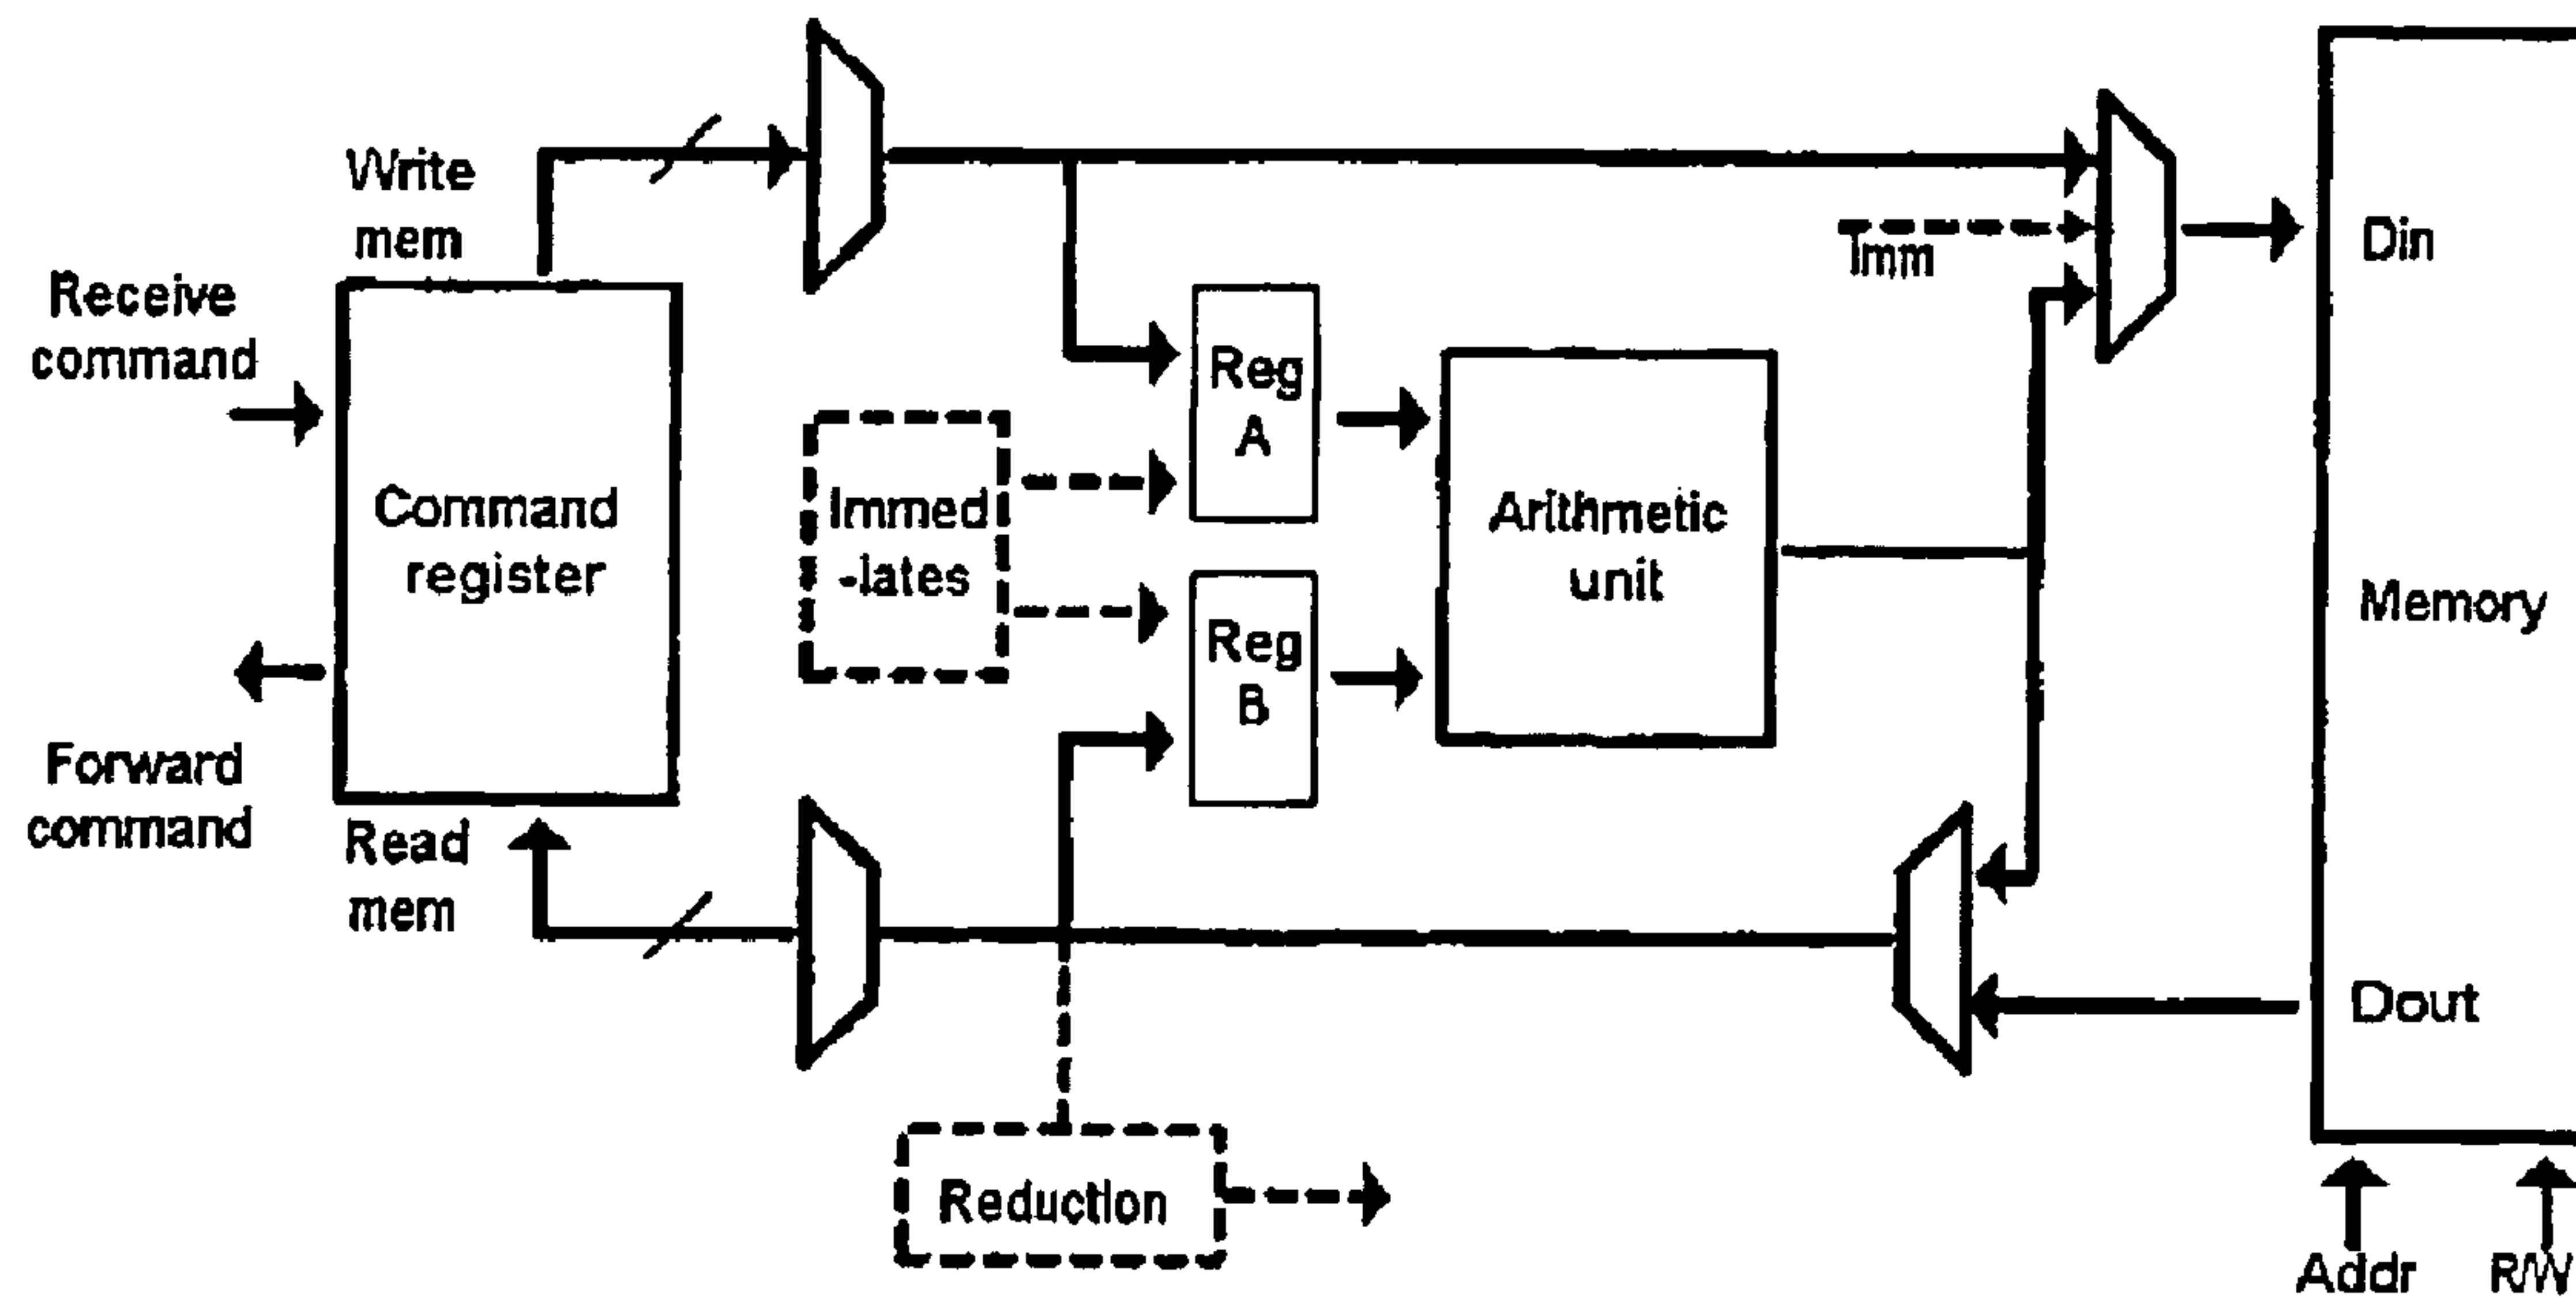 Write
mem
Receive
command
Command
register
Forward
command
Read
mem
Immed
-iates
Reg
A
Reg
B
Arithmetic
unit
Imm
Din
Memory
Dout
Reduction
Addr
R/W